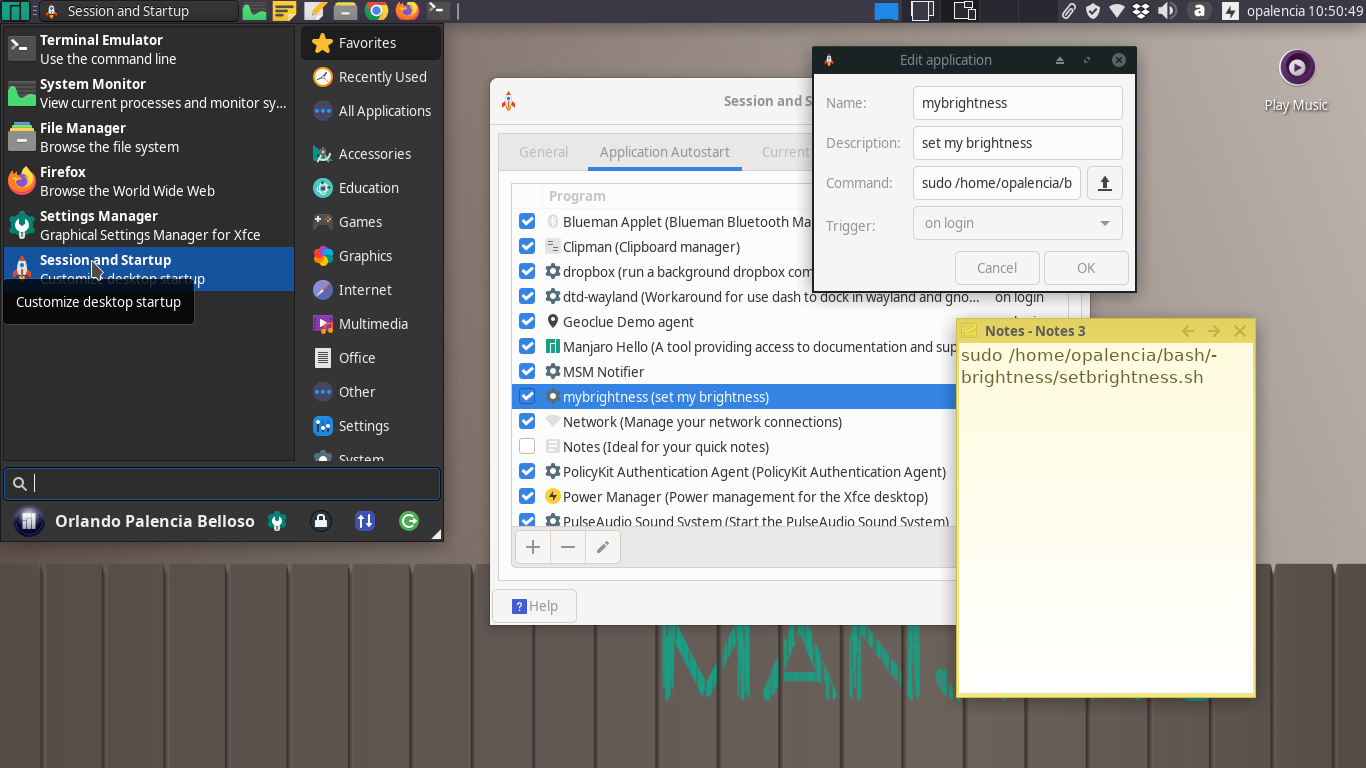 Session and Startup
opalencia 10:50:49
Terminal Emulator
Use the command line
System Monitor
View current processes and monitor sy...
File Manager
Browse the file system
Firefox
Browse the World Wide Web
Settings Manager
Graphical Settings Manager for Xfce
Session and Startup
Customize desktop startup
Customize desktop startup
Favorites
Recently Used
All Applications
Accessories
Education
Games
Graphics
Internet
Multimedia
Office
Other
Settings
System
Orlando Palencia Belloso
Session and S
General
Application Autostart
Current
Program
Blueman Applet (Blueman Bluetooth Ma
Clipman (Clipboard manager)
dropbox (run a background dropbox com
dtd-wayland (Workaround for use dash to dock in wayland and gno... on login
Geoclue Demo agent
Manjaro Hello (A tool providing access to documentation and sup
MSM Notifier
mybrightness (set my brightness)
Network (Manage your network connections)
Notes (Ideal for your quick notes)
PolicyKit Authentication Agent (PolicyKit Authentication Agent)
Power Manager (Power management for the Xfce desktop)
PulseAudio Sound System (Start the PulseAudio Sound System)
? Help
Edit application
Name: mybrightness
Description: set my brightness
Command: sudo /home/opalencia/b
Trigger: on login
Cancel
OK
Notes - Notes 3
sudo /home/opalencia/bash/-
brightness/setbrightness.sh
Play Music